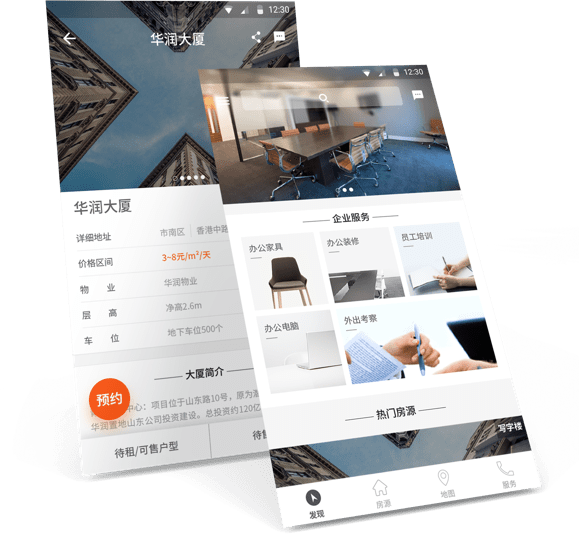 12:30
华润大厦
华润大厦
详细地址 市南区 香港中路
价格区间 3~8元/m²/天
物 业 华润物业
层 高 净高2.6m
车 位 地下车位500个
大厦简介
预约
中心：项目位于山东路10号，原为
华润置地山东公司投资建设。总投资约120亿
待租/可售户型
待
12:30
企业服务
办公家具
办公装修
员工培训
办公电脑
外出考察
热门房源
写字楼
发现
房源
地图
服务